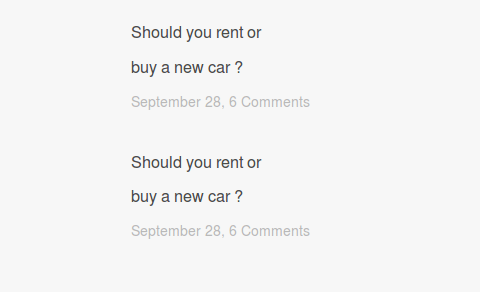 Should you rent or
buy a new car ?
September 28, 6 Comments
Should you rent or
buy a new car ?
September 28, 6 Comments